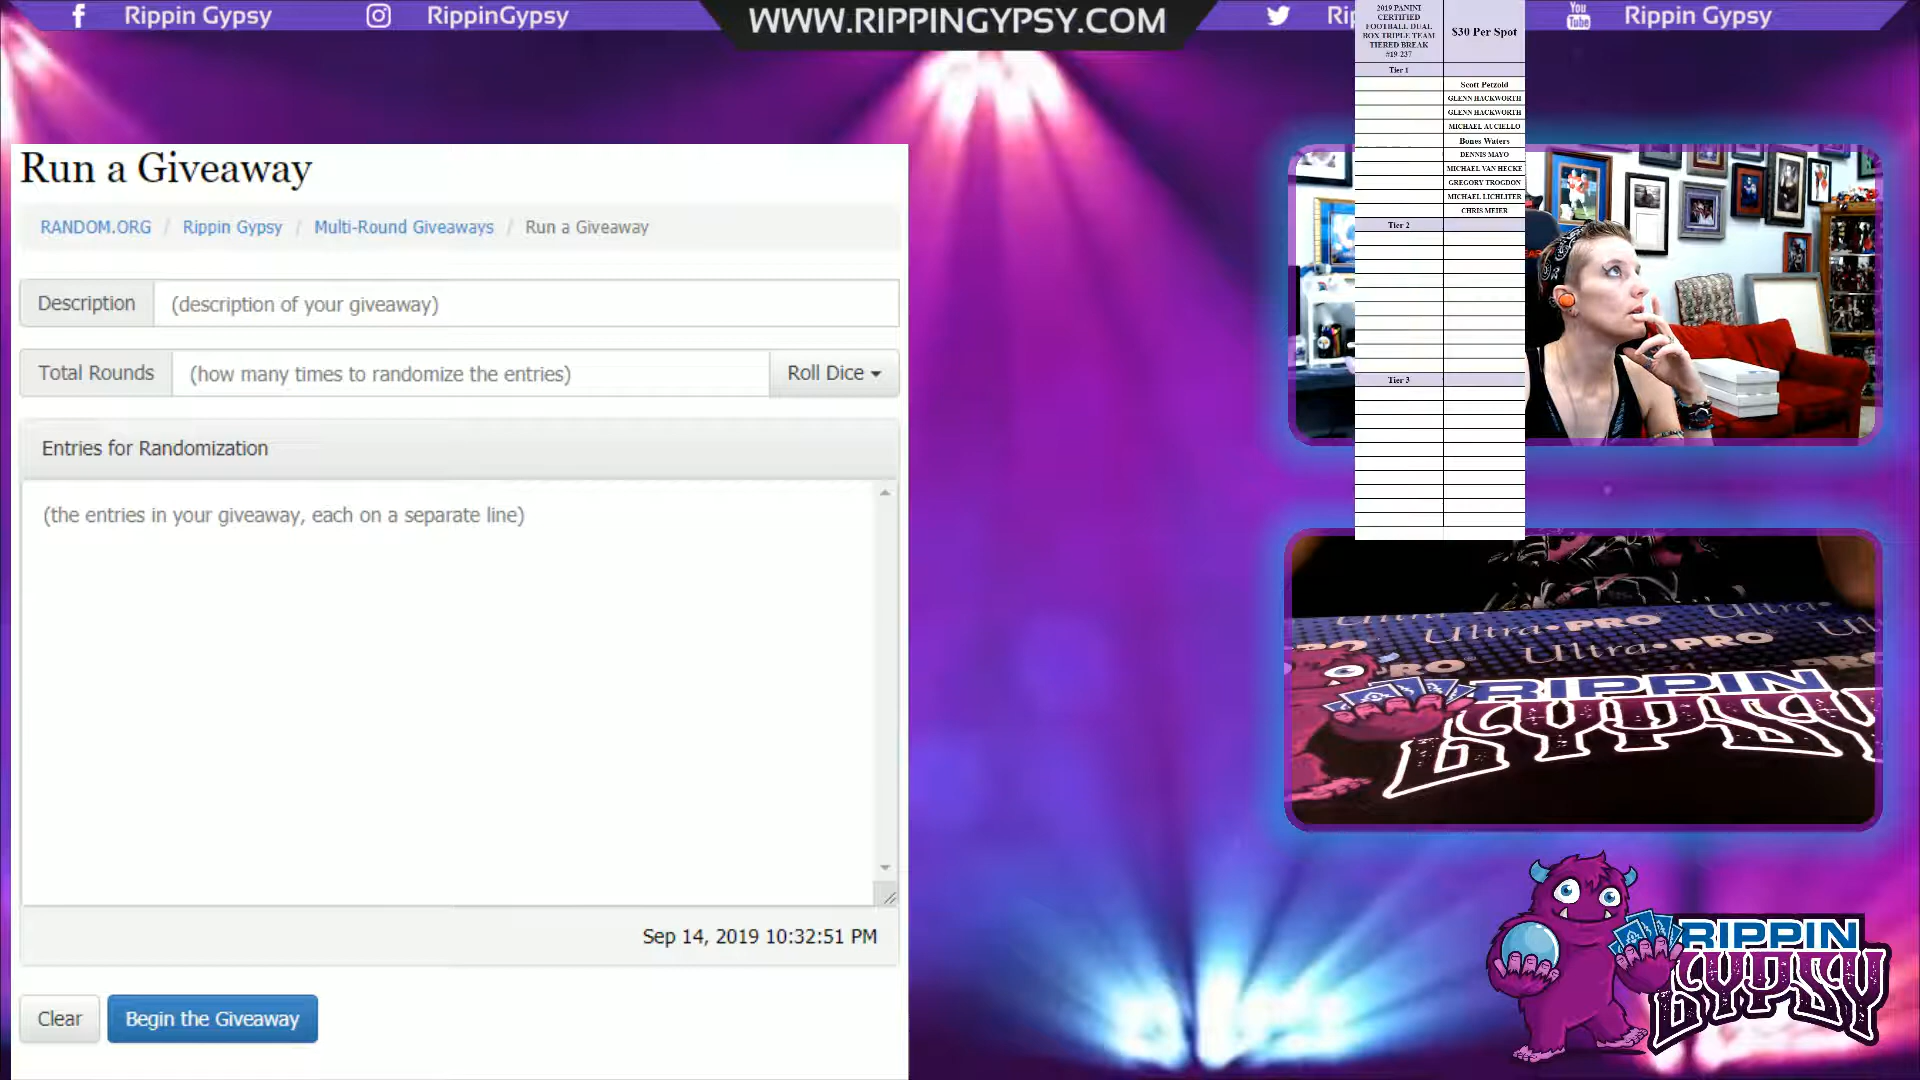 Rippin Gypsy
RippinGypsy
WWW.RIPPINGYPSY.COM
Ri
You
Tube
Rippin Gypsy
2019 PANINI
CERTIFIED
FOOTBALL DUAL
BOX TRIPLE TEAM
TIERED BREAK
#19 237
$30 Per Spot
Tier 1
Scott Petzold
GLENN HACKWORTH
GLENN HACKWORTH
MICHAEL AUCIELLO
Bones Waters
DENNIS MAYO
MICHAEL VAN HECKE
GREGORY TROGDON
MICHAEL LICHLITER
CHRIS MEIER
Tier 2
Tier 3
Run a Giveaway
RANDOM.ORG / Rippin Gypsy / Multi-Round Giveaways / Run a Giveaway
Description (description of your giveaway)
Total Rounds (how many times to randomize the entries) Roll Dice
Entries for Randomization
(the entries in your giveaway, each on a separate line)
Sep 14, 2019 10:32:51 PM
Clear Begin the Giveaway
Ultra•PRO
Ultra•PRO
RIPPIN
GYPSY
RIPPIN
GYPSY